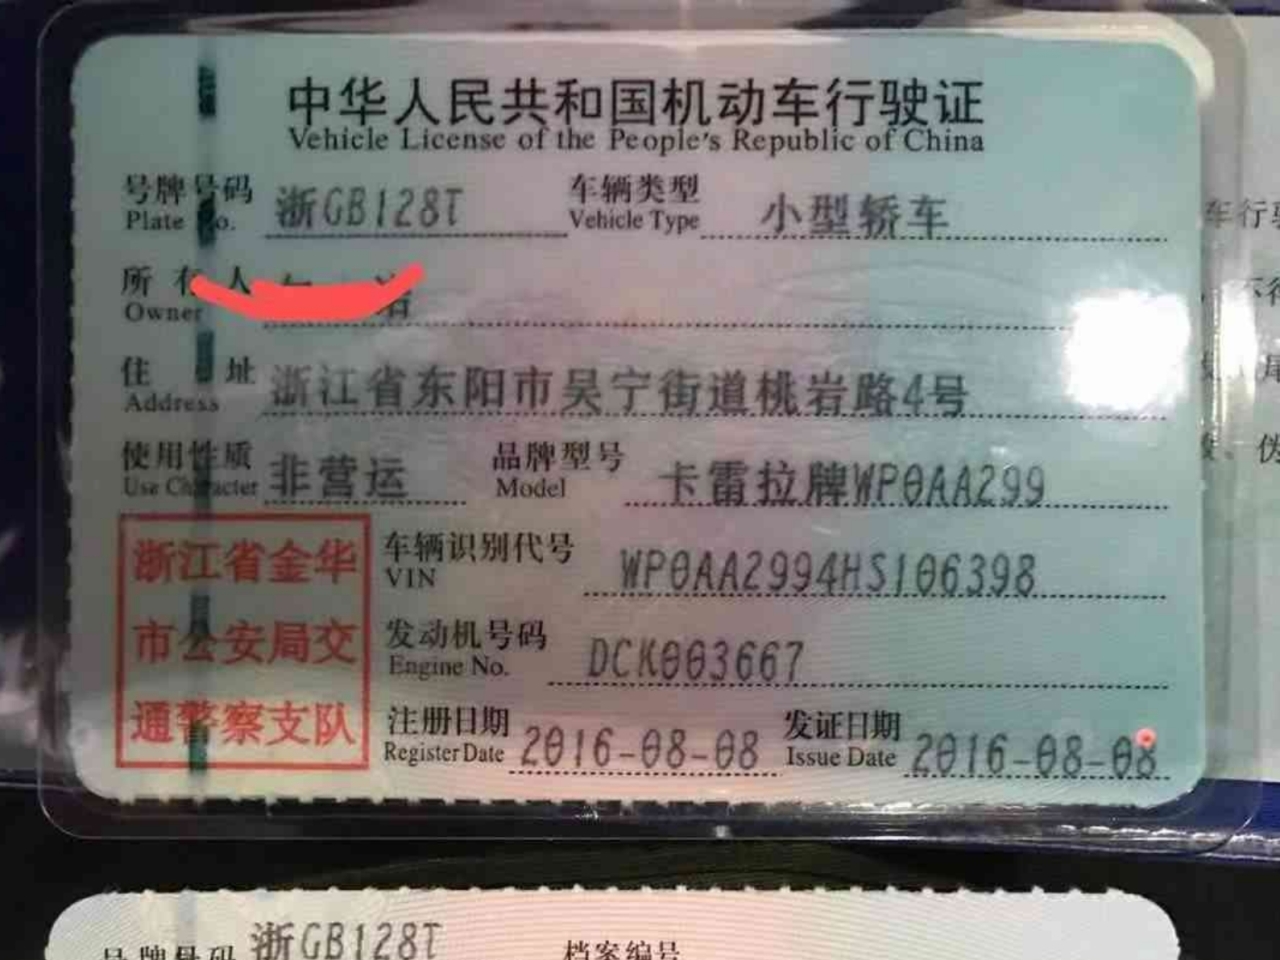 中华人民共和国机动车行驶证
Vehicle License of the People's Republic of China
号牌号码 浙GB128T 车辆类型 小型轿车
Plate No. Vehicle Type
所有人
Owner
住址 浙江省东阳市吴宁街道桃岩路4号
Address
使用性质 非营运 品牌型号 卡雷拉牌WP0AA299
Use Character Model
浙江省金华
市公安局交
通警察支队
车辆识别代号 WP0AA2994HS106398
VIN
发动机号码 DCK003667
Engine No.
注册日期 2016-08-08 发证日期 2016-08-08
Register Date Issue Date
车行
不得
伪
号牌号码 浙GB128T 档案编号